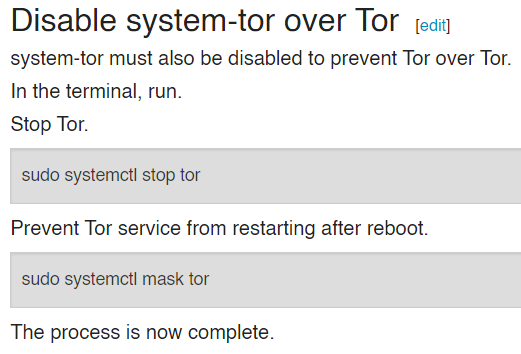 Disable system-tor over Tor [edit]
system-tor must also be disabled to prevent Tor over Tor.
In the terminal, run.
Stop Tor.
sudo systemctl stop tor
Prevent Tor service from restarting after reboot.
sudo systemctl mask tor
The process is now complete.